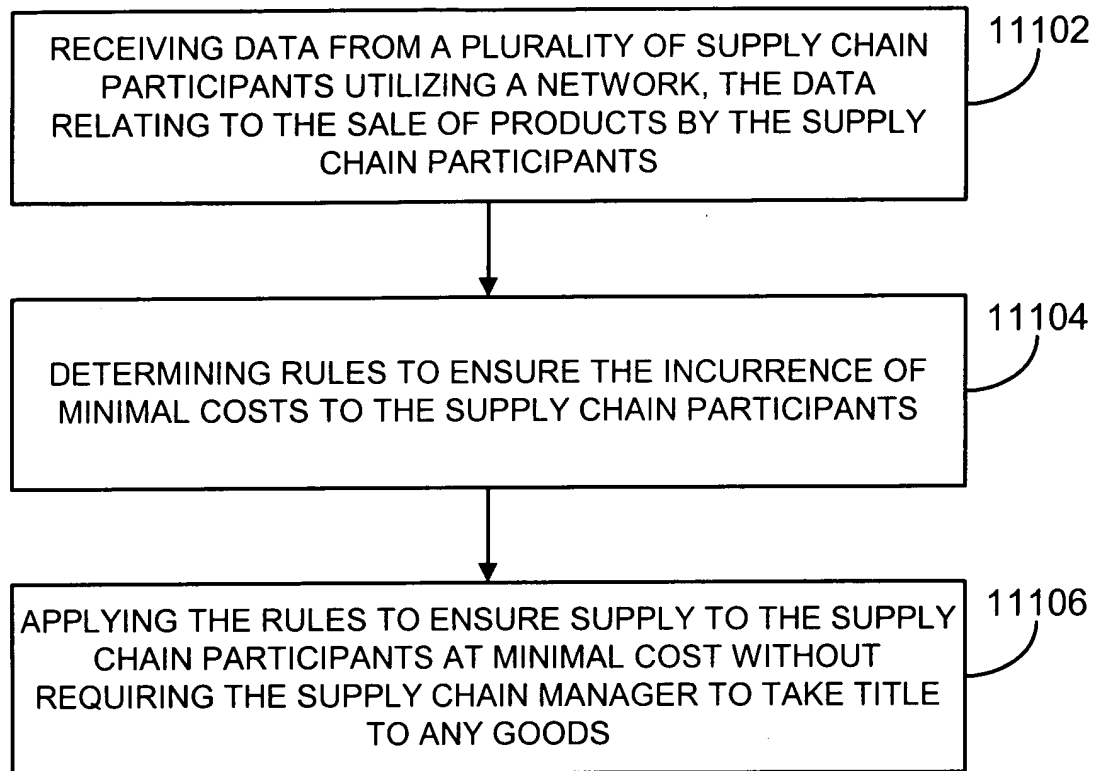 RECEIVING DATA FROM A PLURALITY OF SUPPLY CHAIN
PARTICIPANTS UTILIZING A NETWORK, THE DATA
RELATING TO THE SALE OF PRODUCTS BY THE SUPPLY
CHAIN PARTICIPANTS
11102
DETERMINING RULES TO ENSURE THE INCURRENCE OF
MINIMAL COSTS TO THE SUPPLY CHAIN PARTICIPANTS
11104
APPLYING THE RULES TO ENSURE SUPPLY TO THE SUPPLY
CHAIN PARTICIPANTS AT MINIMAL COST WITHOUT
REQUIRING THE SUPPLY CHAIN MANAGER TO TAKE TITLE
TO ANY GOODS
11106